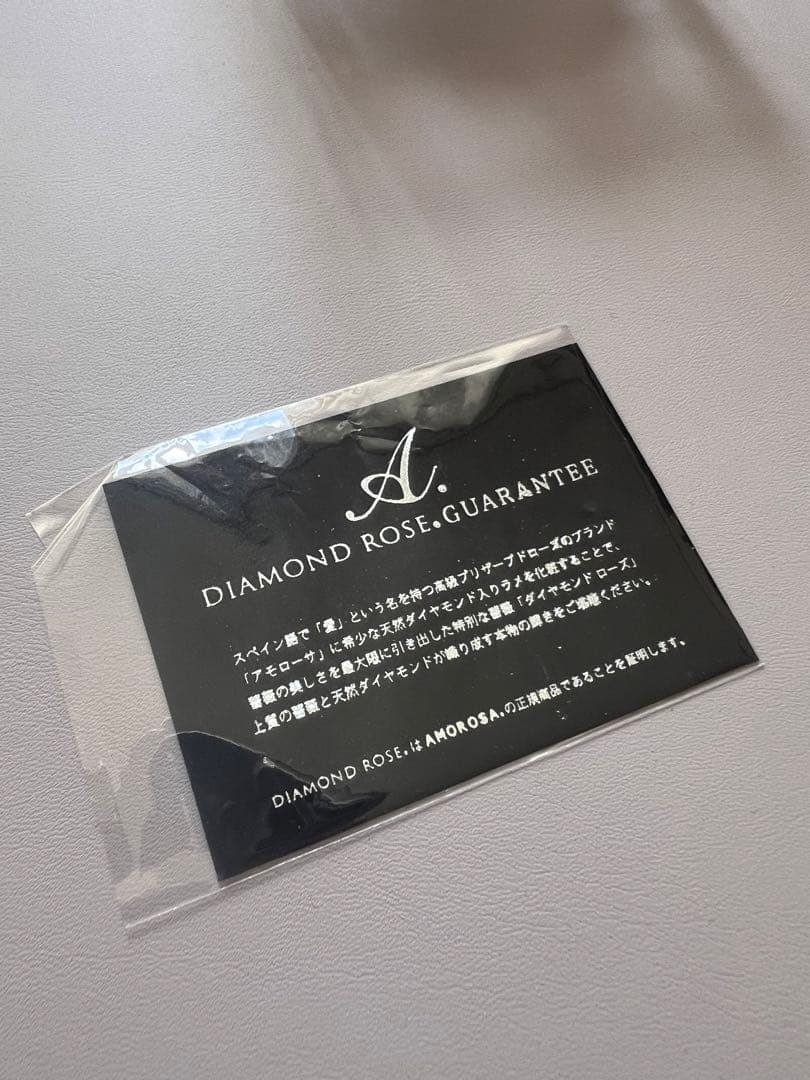 A.
DIAMOND ROSE.GUARANTEE
スペイン語で「愛」という名を持つ高級プリザーブドローズのブランド
「アモローサ」に希少な天然ダイヤモンド入りラメを化粧することで、
薔薇の美しさを最大限に引き出した特別な薔薇「ダイヤモンド ローズ」
上質の薔薇と天然ダイヤモンドが織り成す本物の輝きをご堪能ください。
DIAMOND ROSE.は AMOROSA.の正規商品であることを証明します。